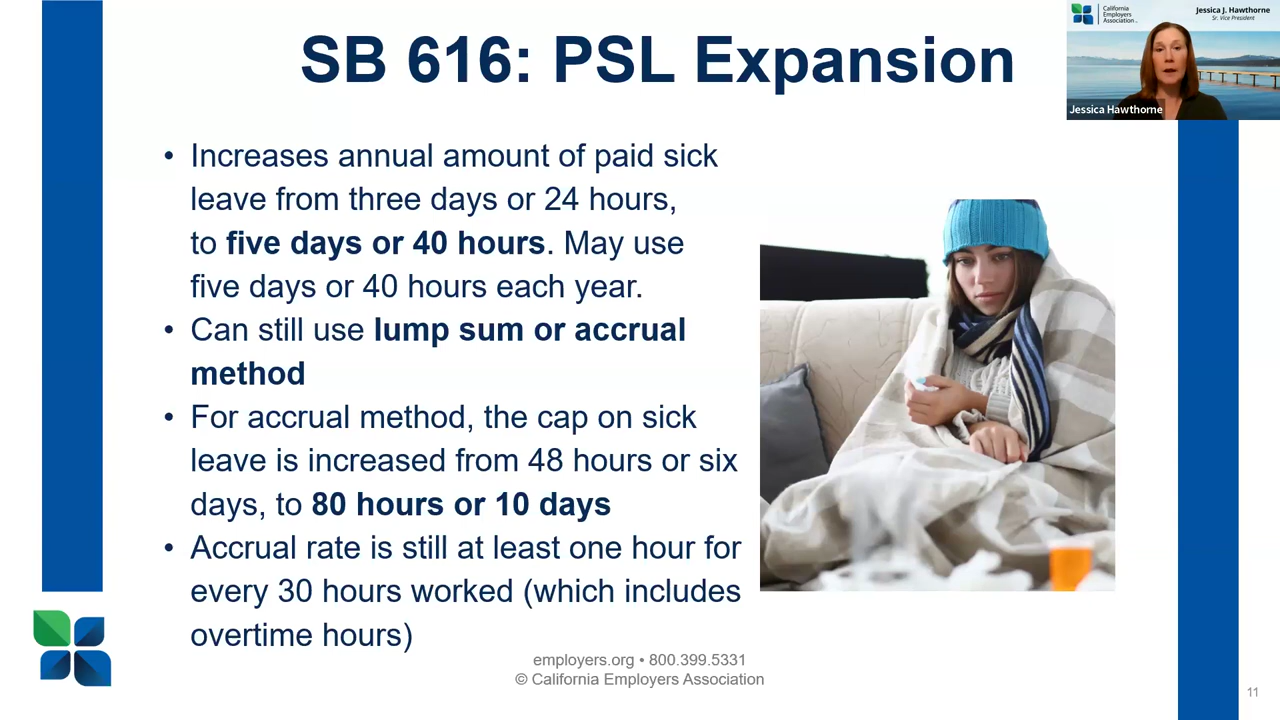 SB 616: PSL Expansion
California
Employers
Association
Jessica J. Hawthorne
Sr. Vice President
Jessica Hawthorne
• Increases annual amount of paid sick
leave from three days or 24 hours,
to five days or 40 hours. May use
five days or 40 hours each year.
• Can still use lump sum or accrual
method
• For accrual method, the cap on sick
leave is increased from 48 hours or six
days, to 80 hours or 10 days
• Accrual rate is still at least one hour for
every 30 hours worked (which includes
overtime hours)
employers.org • 800.399.5331
© California Employers Association
11